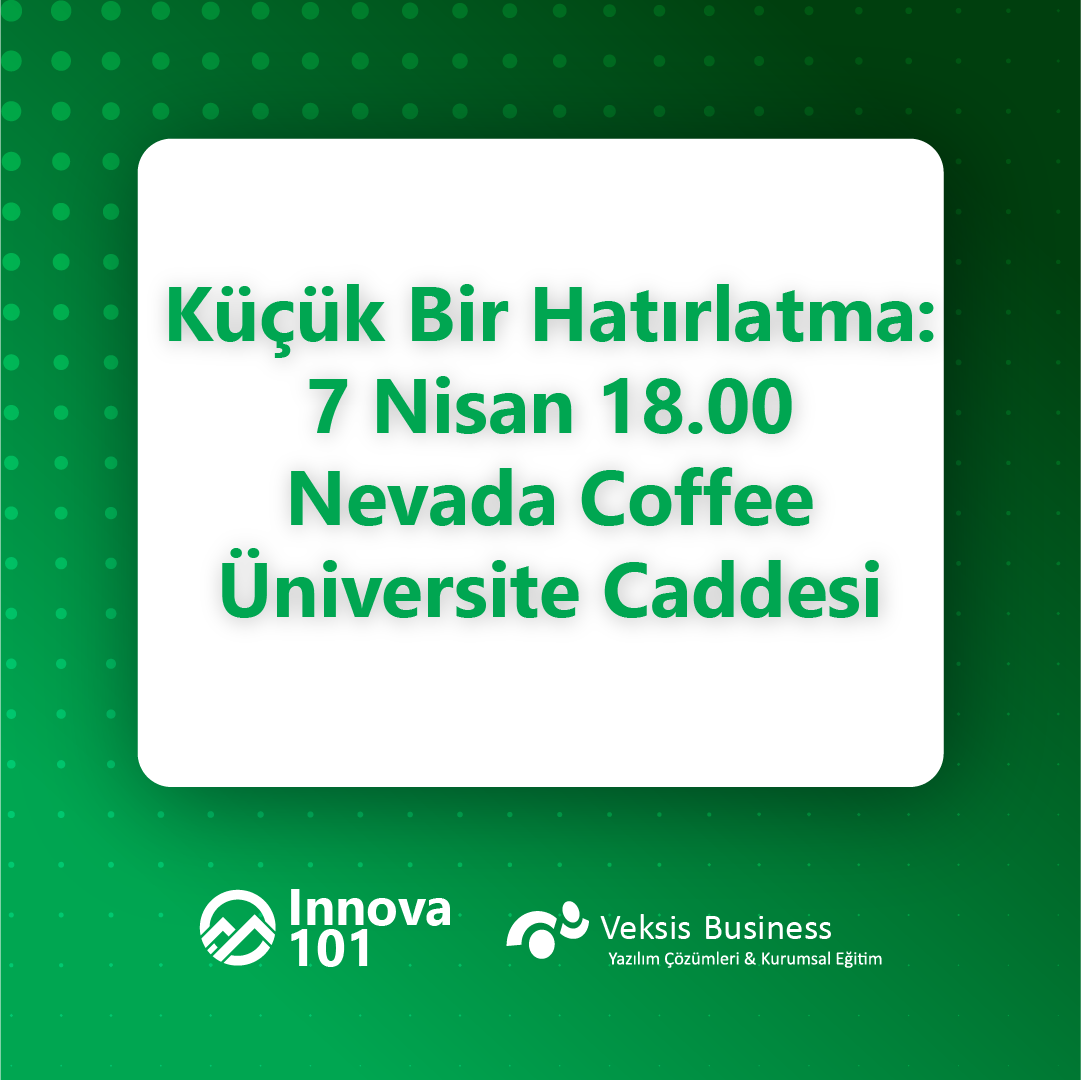 Küçük Bir Hatırlatma:
7 Nisan 18.00
Nevada Coffee
Üniversite Caddesi
Innova
101
Veksis Business
Yazılım Çözümleri & Kurumsal Eğitim